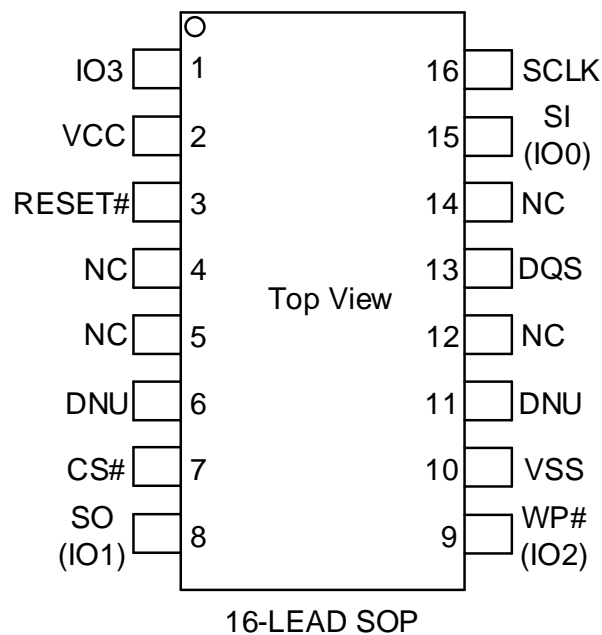 IO3 1 16 SCLK
VCC 2 15 SI
(IO0)
RESET# 3 14 NC
NC 4 13 DQS
Top View
NC 5 12 NC
DNU 6 11 DNU
CS# 7 10 VSS
SO 8 9 WP#
(IO1) (IO2)
16-LEAD SOP